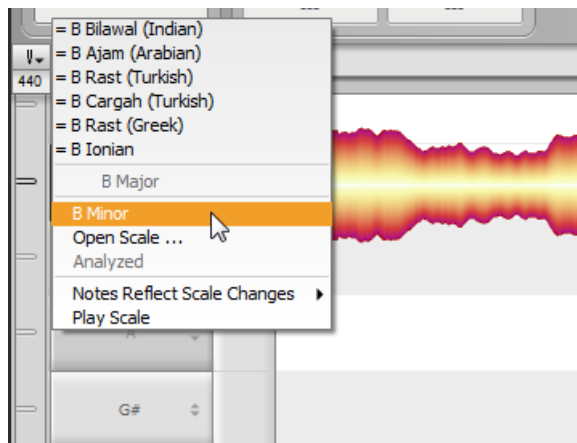 = B Bilawal (Indian)
= B Ajam (Arabian)
= B Rast (Turkish)
= B Cargah (Turkish)
= B Rast (Greek)
= B Ionian
B Major
B Minor
Open Scale ...
Analyzed
Notes Reflect Scale Changes
Play Scale
440
A
G#